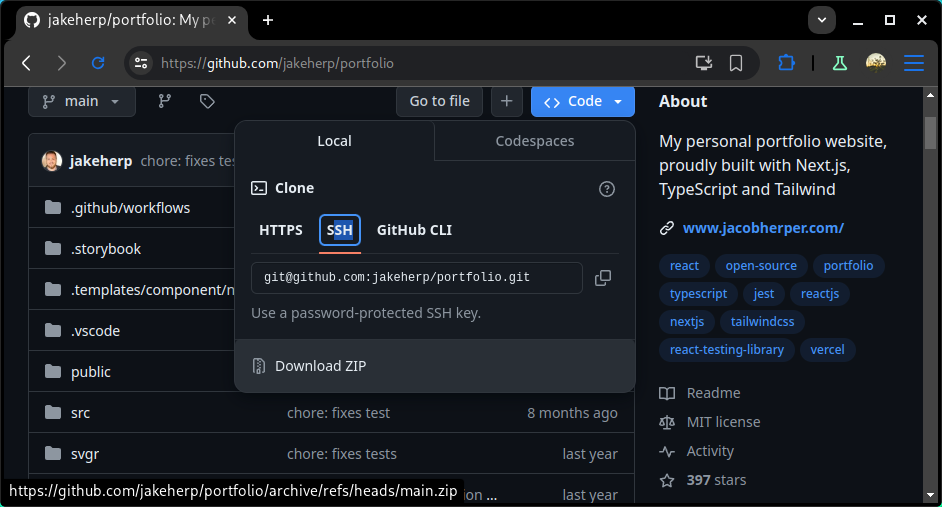 jakeherp/portfolio: My pe
https://github.com/jakeherp/portfolio
main
Go to file
Code
jakeherp chore: fixes tes
.github/workflows
.storybook
.templates/component/n
.vscode
public
src chore: fixes test 8 months ago
svgr chore: fixes tests last year
ion ... last year
Local
Codespaces
Clone
HTTPS
SSH
GitHub CLI
git@github.com:jakeherp/portfolio.git
Use a password-protected SSH key.
Download ZIP
About
My personal portfolio website,
proudly built with Next.js,
TypeScript and Tailwind
www.jacobherper.com/
react open-source portfolio
typescript jest reactjs
nextjs tailwindcss
react-testing-library vercel
Readme
MIT license
Activity
397 stars
https://github.com/jakeherp/portfolio/archive/refs/heads/main.zip